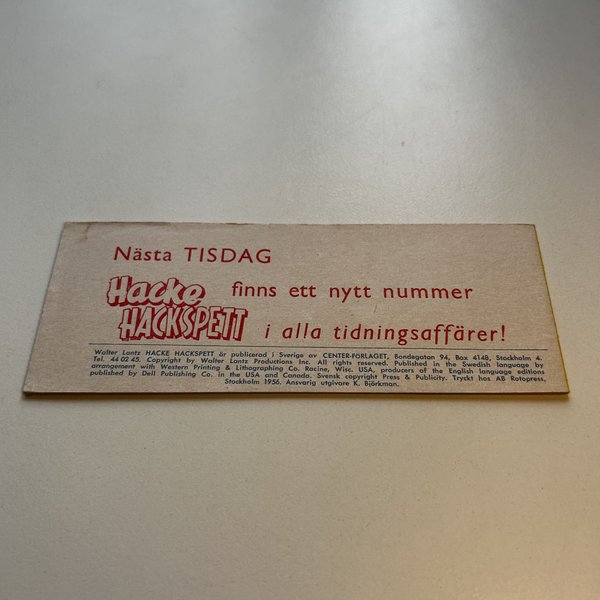 Nästa TISDAG
Hacke finns ett nytt nummer
HACKSPETT i alla tidningsaffärer!
Walter Lantz HACKE HACKSPETT är publicerad i Sverige av CENTER-FÖRLAGET, Bondegatan 94, Box 4148, Stockholm 4.
Tel. 44 02 45. Copyright by Walter Lantz Productions Inc. All rights reserved. Published in the Swedish language by
arrangement with Western Printing & Lithographing Co. Racine, Wisc. USA, producers of the English language editions
published by Dell Publishing Co. in the USA and Canada. Svensk copyright Press & Publicity. Tryckt hos AB Rotopress,
Stockholm 1956. Ansvarig utgivare K. Björkman.